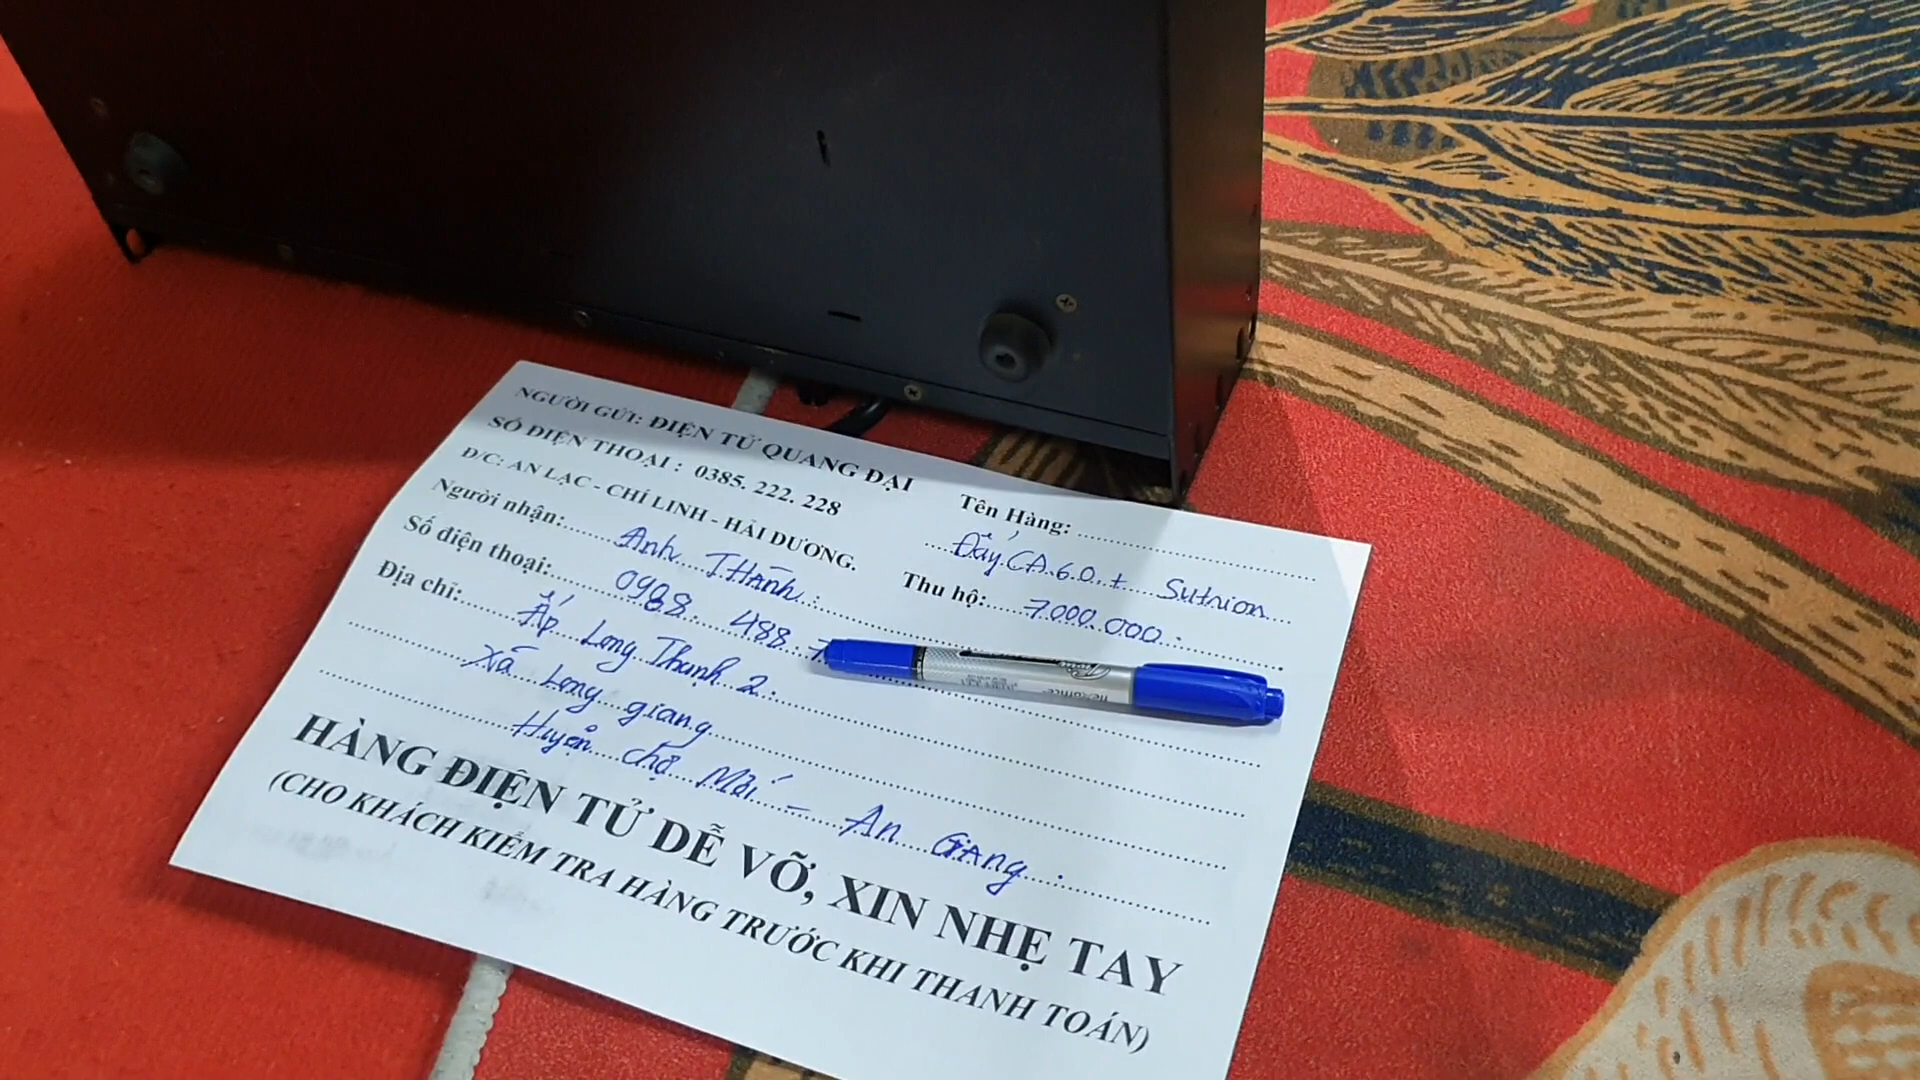 NGƯỜI GỬI: ĐIỆN TỬ QUANG ĐẠI
SỐ ĐIỆN THOẠI : 0385. 222. 228
Đ/C: AN LẠC - CHÍ LINH - HẢI DƯƠNG.
Người nhận: Anh THÀnh
Số điện thoại: 0988. 488. 7
Địa chỉ: Ấp Long Thạnh 2
Xã Long giang
Huyện chợ Mới - An GiAng
Tên Hàng:
Đẩy CA 60 + Sutrion
Thu hộ: 7.000.000
HÀNG ĐIỆN TỬ DỄ VỠ, XIN NHẸ TAY
(CHO KHÁCH KIỂM TRA HÀNG TRƯỚC KHI THANH TOÁN)